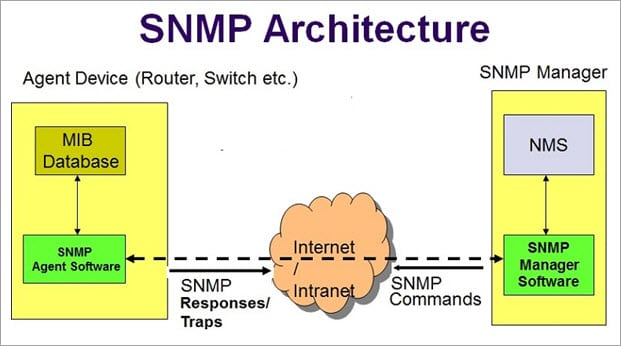 SNMP Architecture
Agent Device (Router, Switch etc.)
SNMP Manager
MIB
Database
NMS
SNMP
Agent Software
Internet
/
Intranet
SNMP
Manager
Software
SNMP
Responses/
Traps
SNMP
Commands